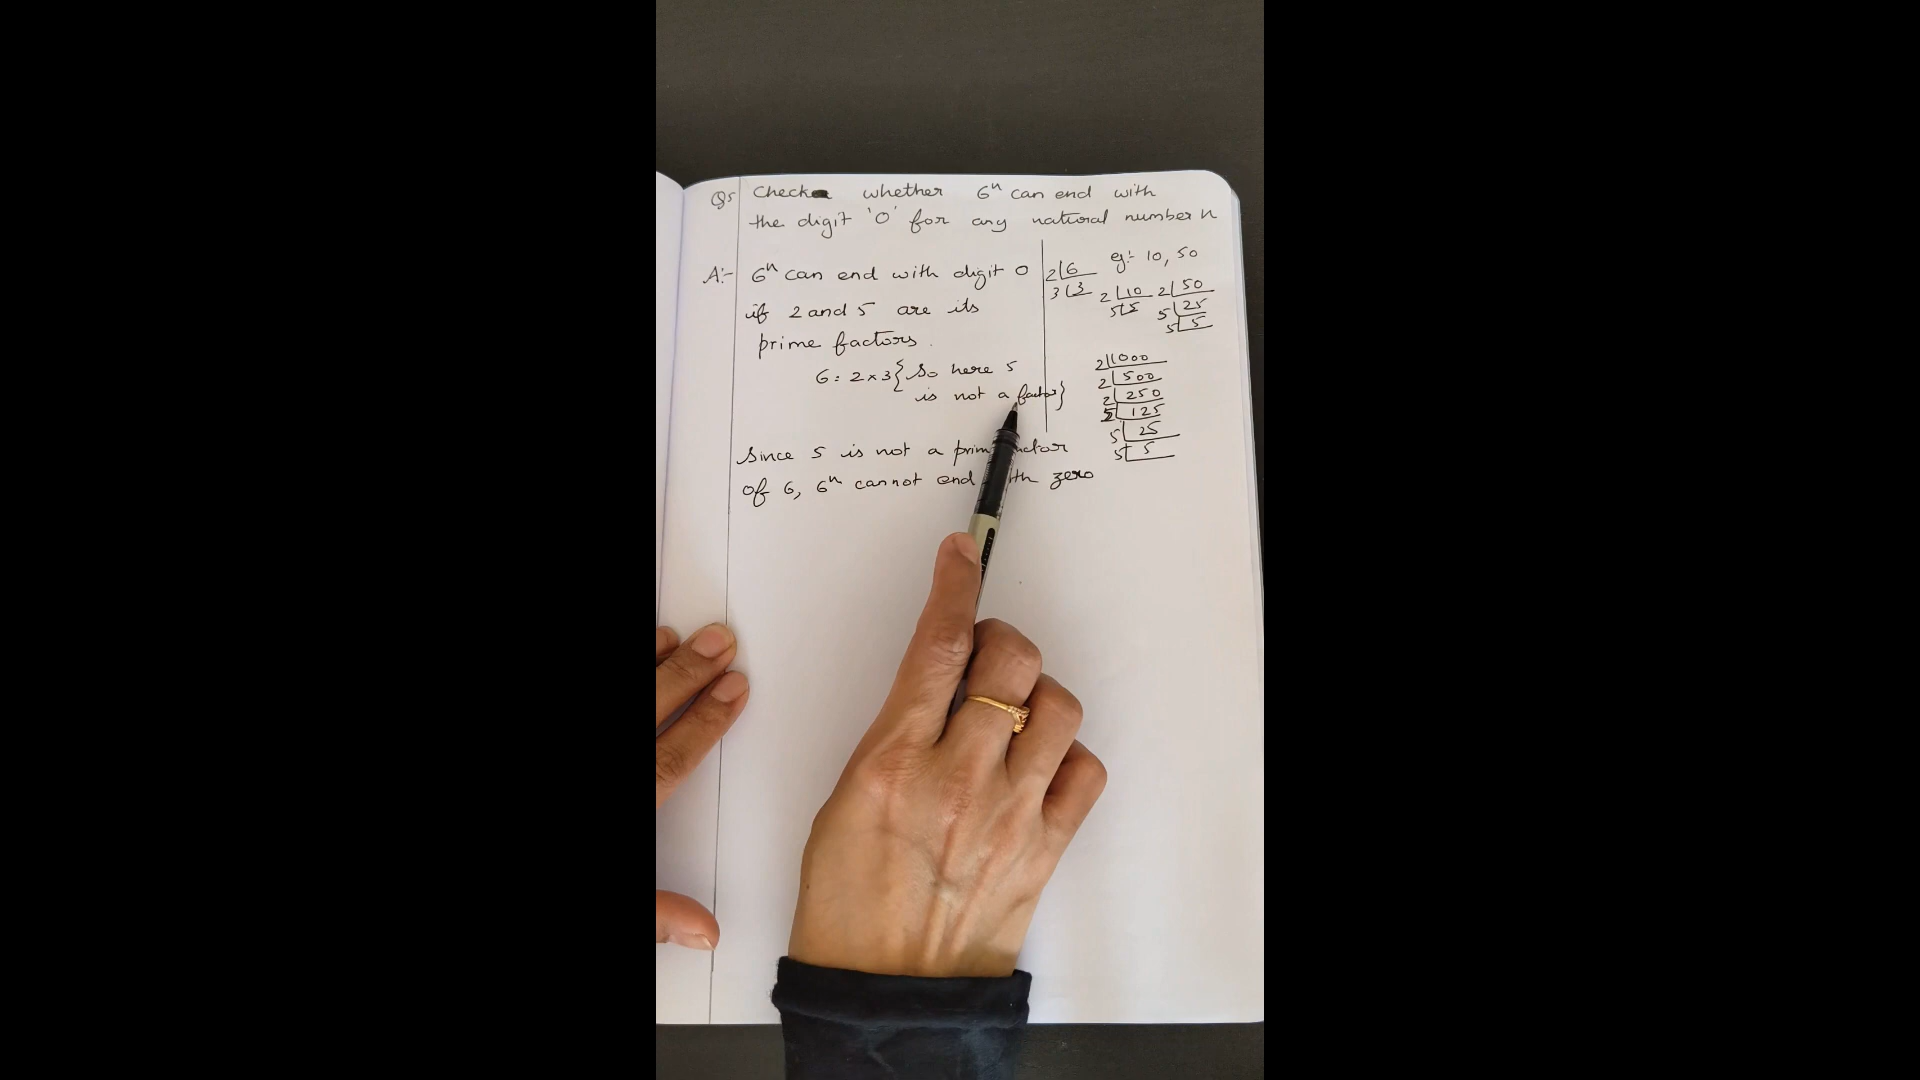 Q5 Check whether 6ⁿ can end with
the digit '0' for any natural number n
A:- 6ⁿ can end with digit 0
if 2 and 5 are its
prime factors.
6 = 2 x 3 { So here 5
is not a factor }
Since 5 is not a prime
of 6, 6ⁿ cannot end zero
eg:- 10, 50
2 6
3 3
2 10
5 5
2 50
5 25
5 5
2 1000
2 500
2 250
5 125
5 25
5 5